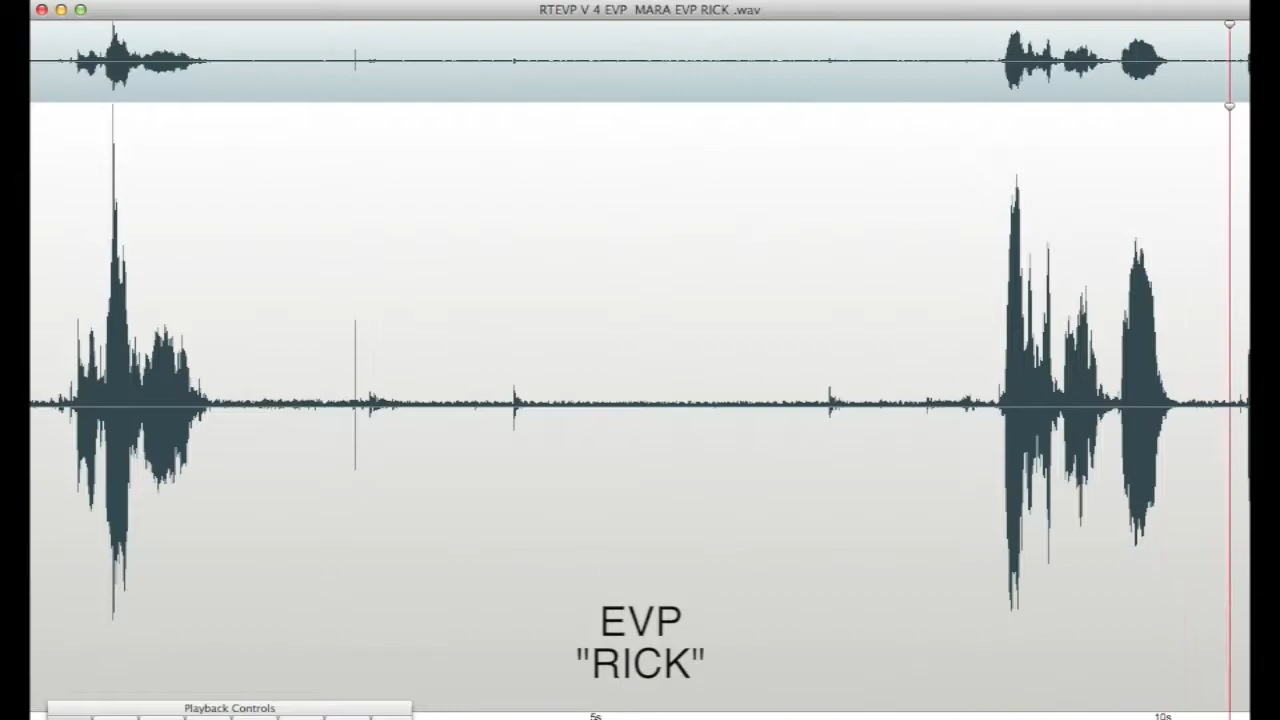 RTEVP V 4 EVP  MARA EVP RICK .wav
EVP
"RICK"
Playback Controls
5s
10s